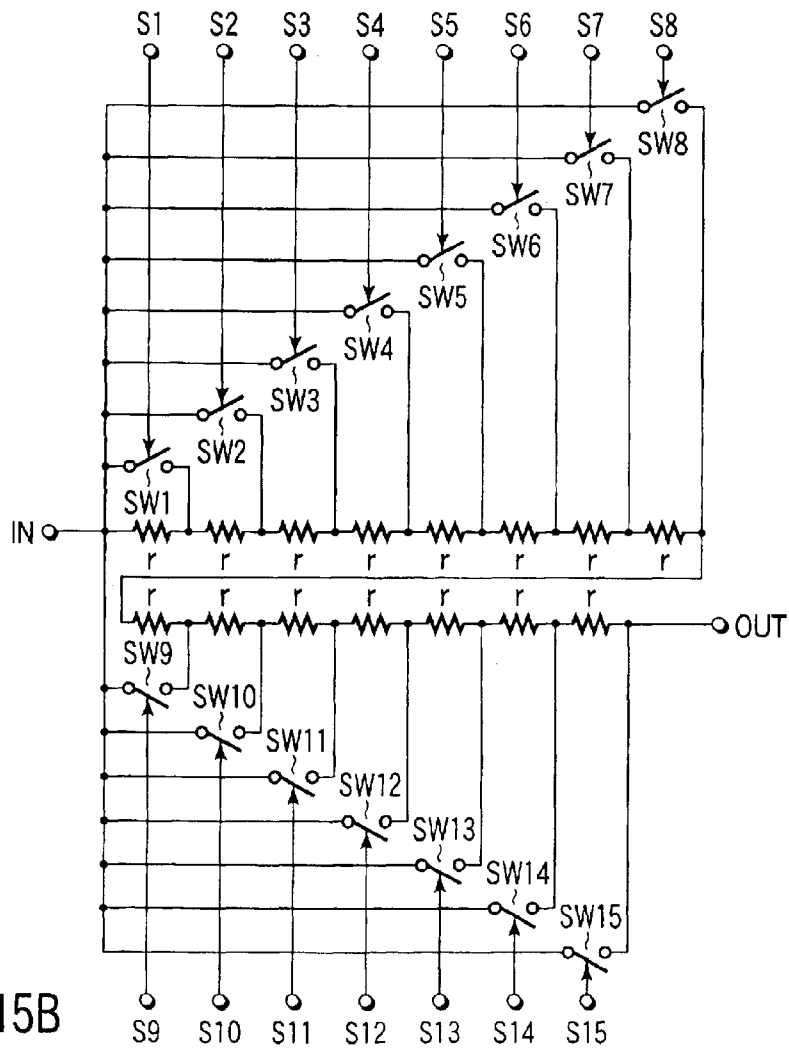 S1 S2 S3 S4 S5 S6 S7 S8
SW8
SW7
SW6
SW5
SW4
SW3
SW2
SW1
IN
r r r r r r r r
r r r r r r r
OUT
SW9
SW10
SW11
SW12
SW13
SW14
SW15
15B
S9 S10 S11 S12 S13 S14 S15